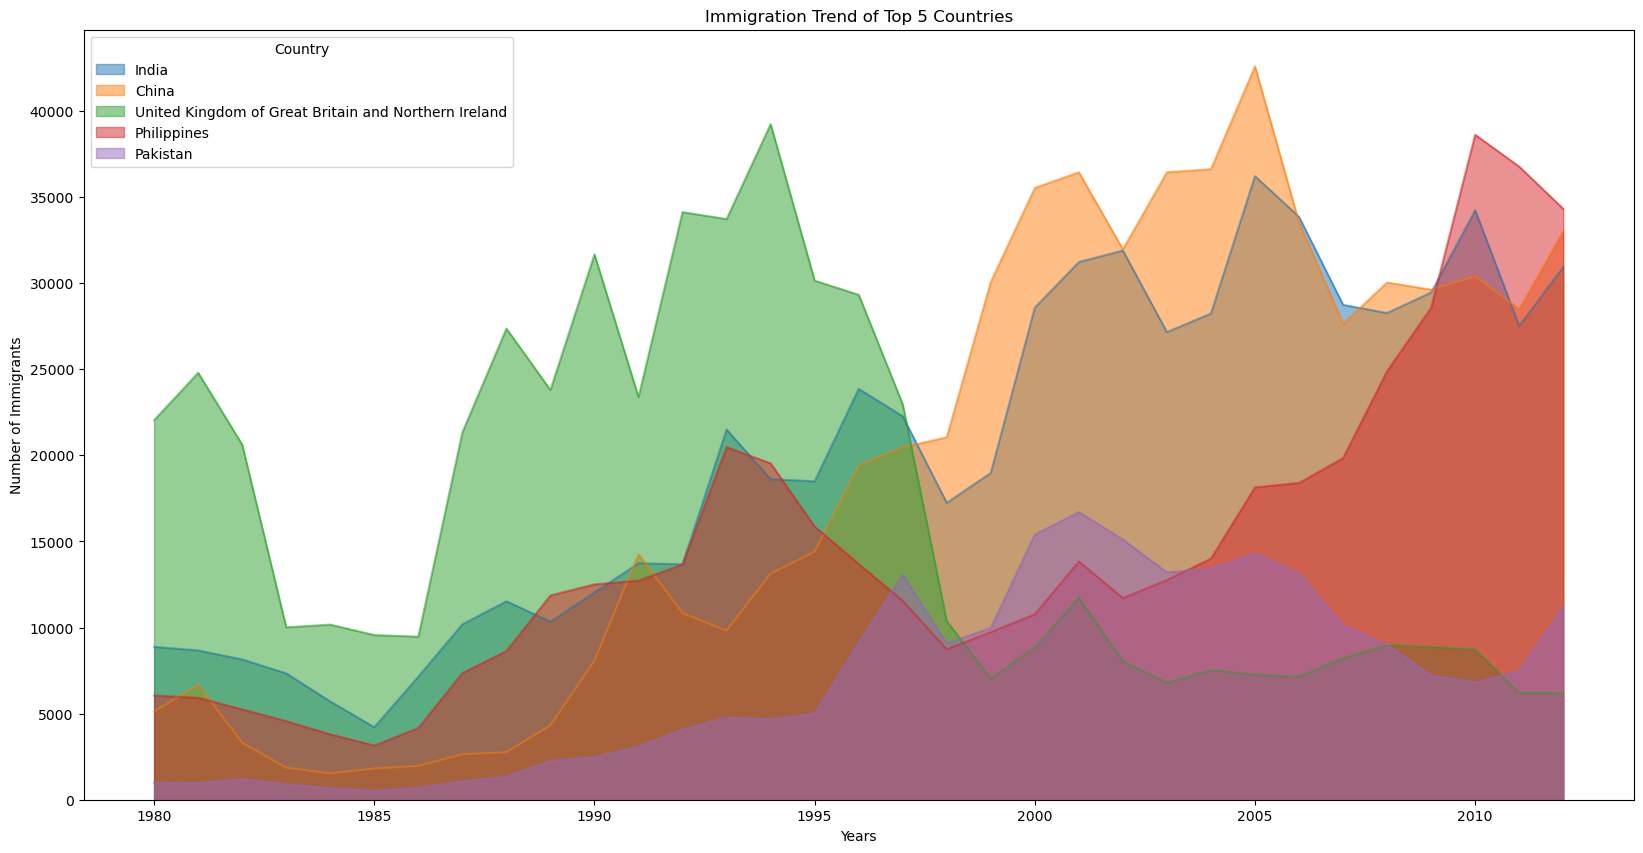 Immigration Trend of Top 5 Countries
Country
India
China
United Kingdom of Great Britain and Northern Ireland
Philippines
Pakistan
40000
35000
30000
25000
20000
15000
10000
5000
0
Number of Immigrants
1980 1985 1990 1995 2000 2005 2010
Years